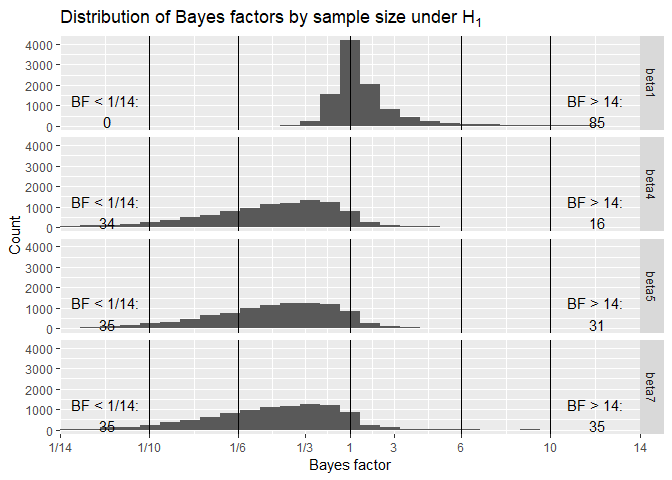 Distribution of Bayes factors by sample size under H1
4000
3000
2000
1000
0
BF < 1/14:
0
BF > 14:
85
beta1
4000
3000
2000
1000
0
BF < 1/14:
34
BF > 14:
16
beta4
4000
3000
2000
1000
0
BF < 1/14:
35
BF > 14:
31
beta5
4000
3000
2000
1000
0
BF < 1/14:
35
BF > 14:
35
beta7
Count
1/14 1/10 1/6 1/3 1 3 6 10 14
Bayes factor